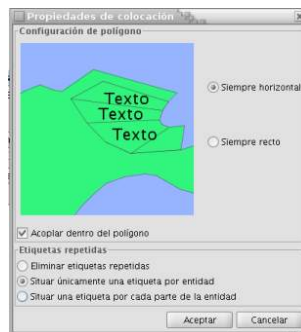 Propiedades de colocación
Configuración de polígono
Texto
Texto
Texto
Siempre horizontal
Siempre recto
Acoplar dentro del polígono
Etiquetas repetidas
Eliminar etiquetas repetidas
Situar únicamente una etiqueta por entidad
Situar una etiqueta por cada parte de la entidad
Aceptar
Cancelar